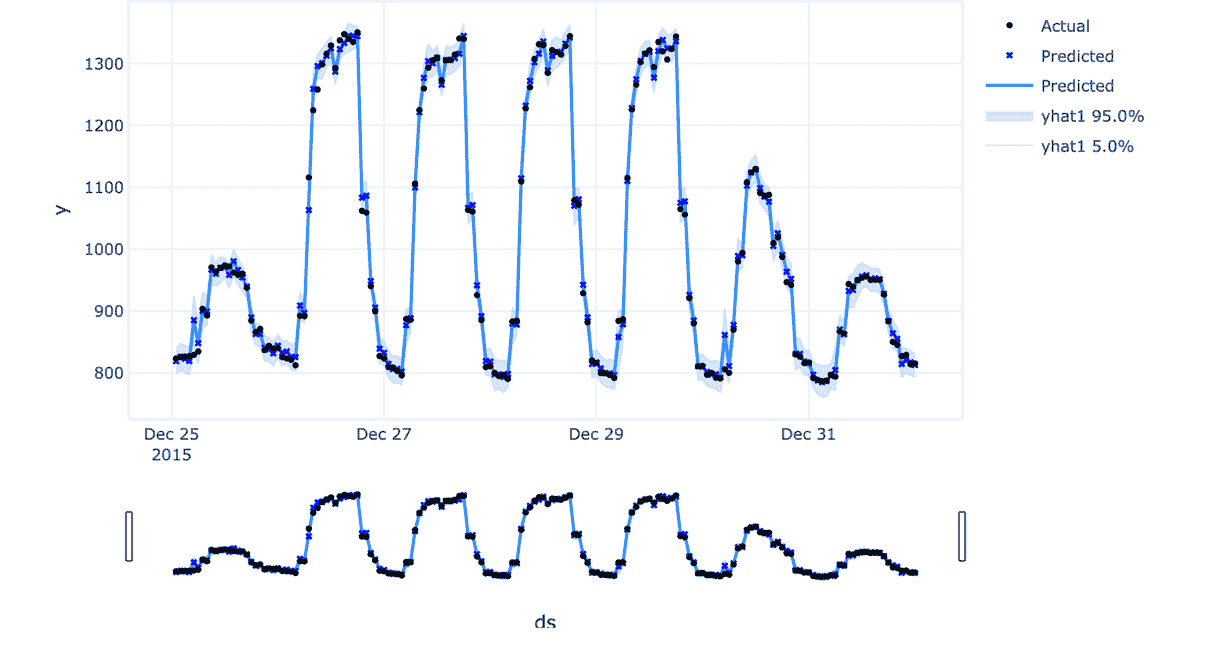 1300
1200
1100
1000
900
800
y
Dec 25
2015
Dec 27
Dec 29
Dec 31
ds
Actual
Predicted
Predicted
yhat1 95.0%
yhat1 5.0%